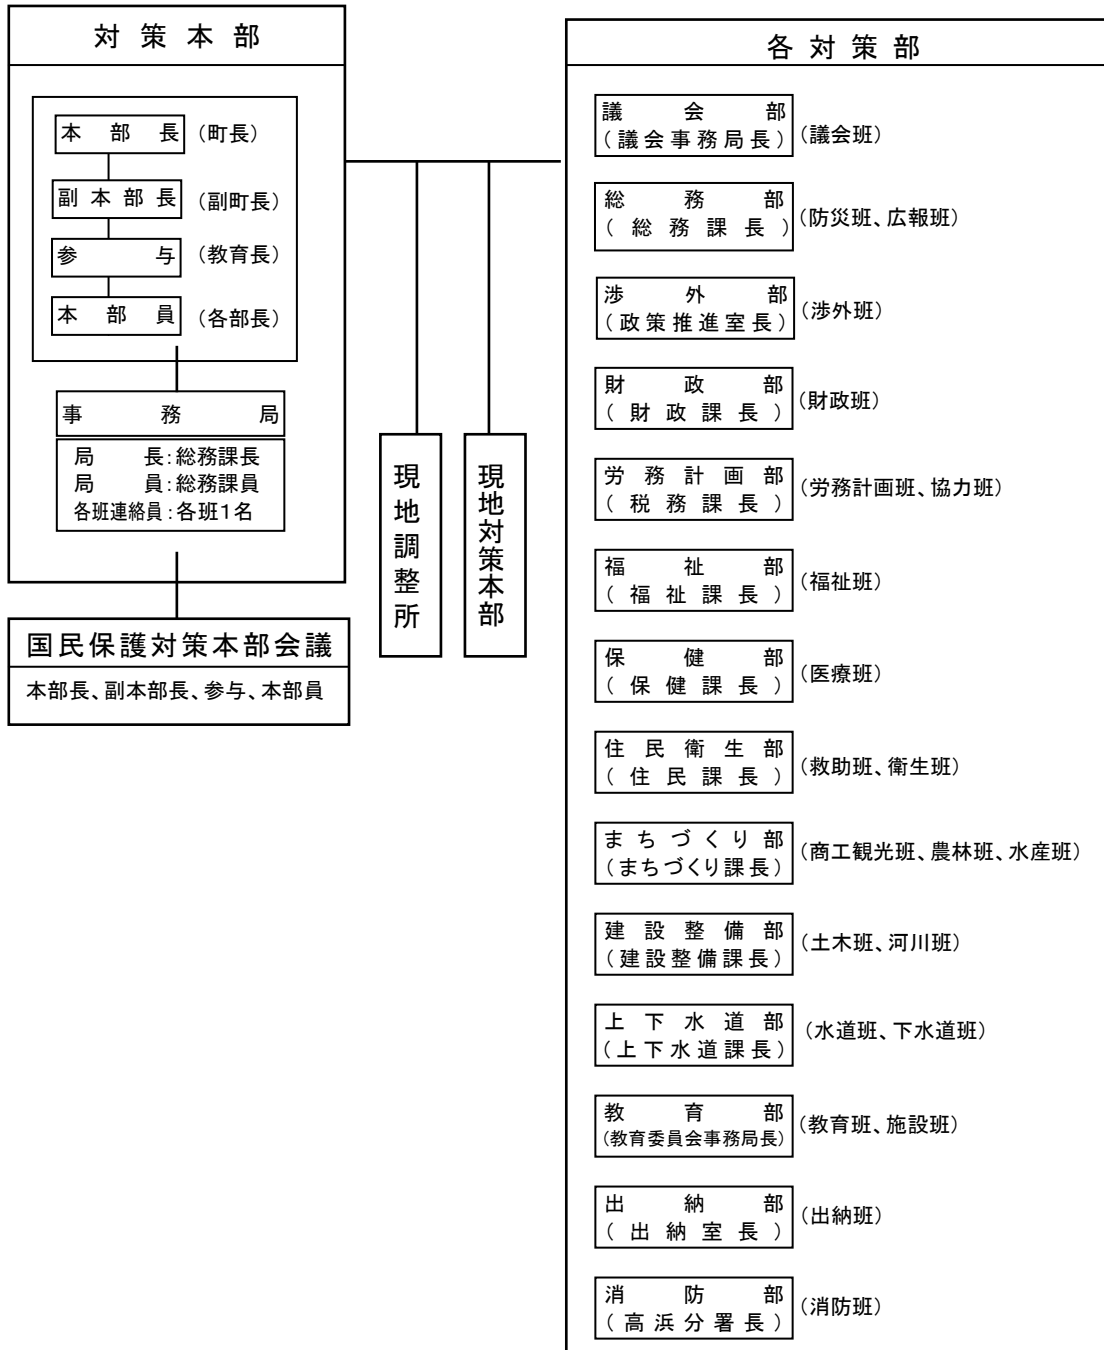 対策本部
本部長（町長）
副本部長（副町長）
参与（教育長）
本部員（各部長）
事務局
局長：総務課長
局員：総務課員
各班連絡員：各班１名
国民保護対策本部会議
本部長、副本部長、参与、本部員
現地調整所
現地対策本部
各対策部
議会部
（議会事務局長）
（議会班）
総務部
（総務課長）
（防災班、広報班）
渉外部
（政策推進室長）
（渉外班）
財政部
（財政課長）
（財政班）
労務計画部
（税務課長）
（労務計画班、協力班）
福祉部
（福祉課長）
（福祉班）
保健部
（保健課長）
（医療班）
住民衛生部
（住民課長）
（救助班、衛生班）
まちづくり部
（まちづくり課長）
（商工観光班、農林班、水産班）
建設整備部
（建設整備課長）
（土木班、河川班）
上下水道部
（上下水道課長）
（水道班、下水道班）
教育部
（教育委員会事務局長）
（教育班、施設班）
出納部
（出納室長）
（出納班）
消防部
（高浜分署長）
（消防班）